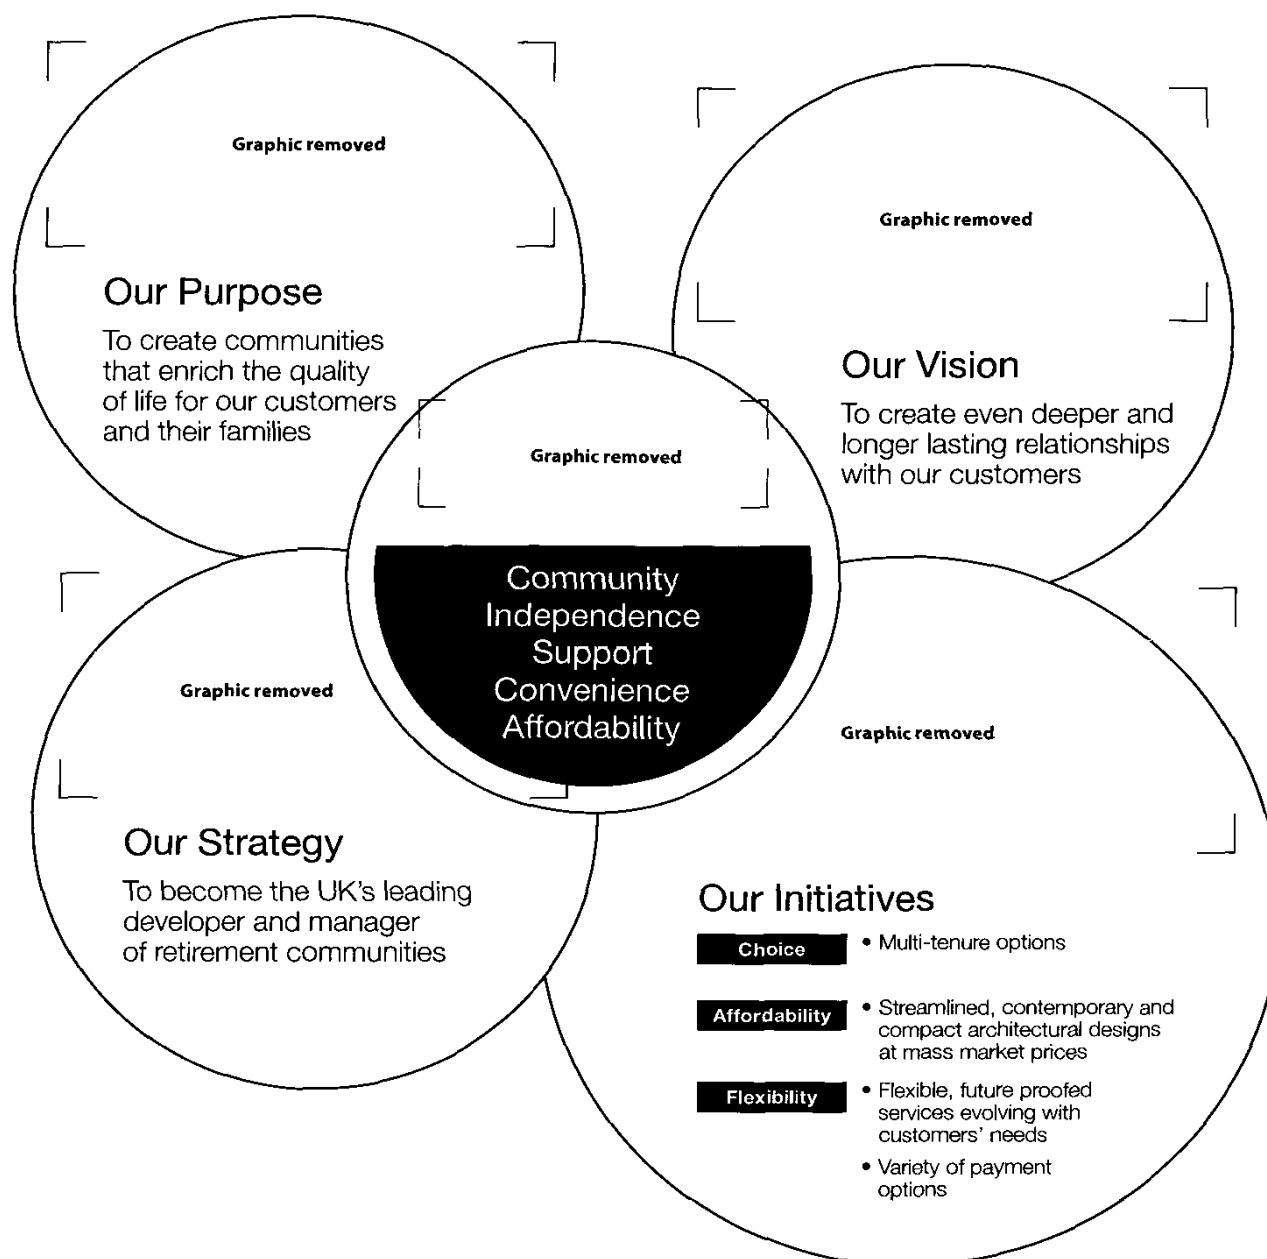 Graphic removed
Our Purpose
To create communities
that enrich the quality
of life for our customers
and their families
Graphic removed
Our Vision
To create even deeper and
longer lasting relationships
with our customers
Graphic removed
Community
Independence
Support
Convenience
Affordability
Graphic removed
Our Strategy
To become the UK's leading
developer and manager
of retirement communities
Graphic removed
Our Initiatives
Choice
• Multi-tenure options
Affordability
• Streamlined, contemporary and
compact architectural designs
at mass market prices
Flexibility
• Flexible, future proofed
services evolving with
customers' needs
• Variety of payment
options